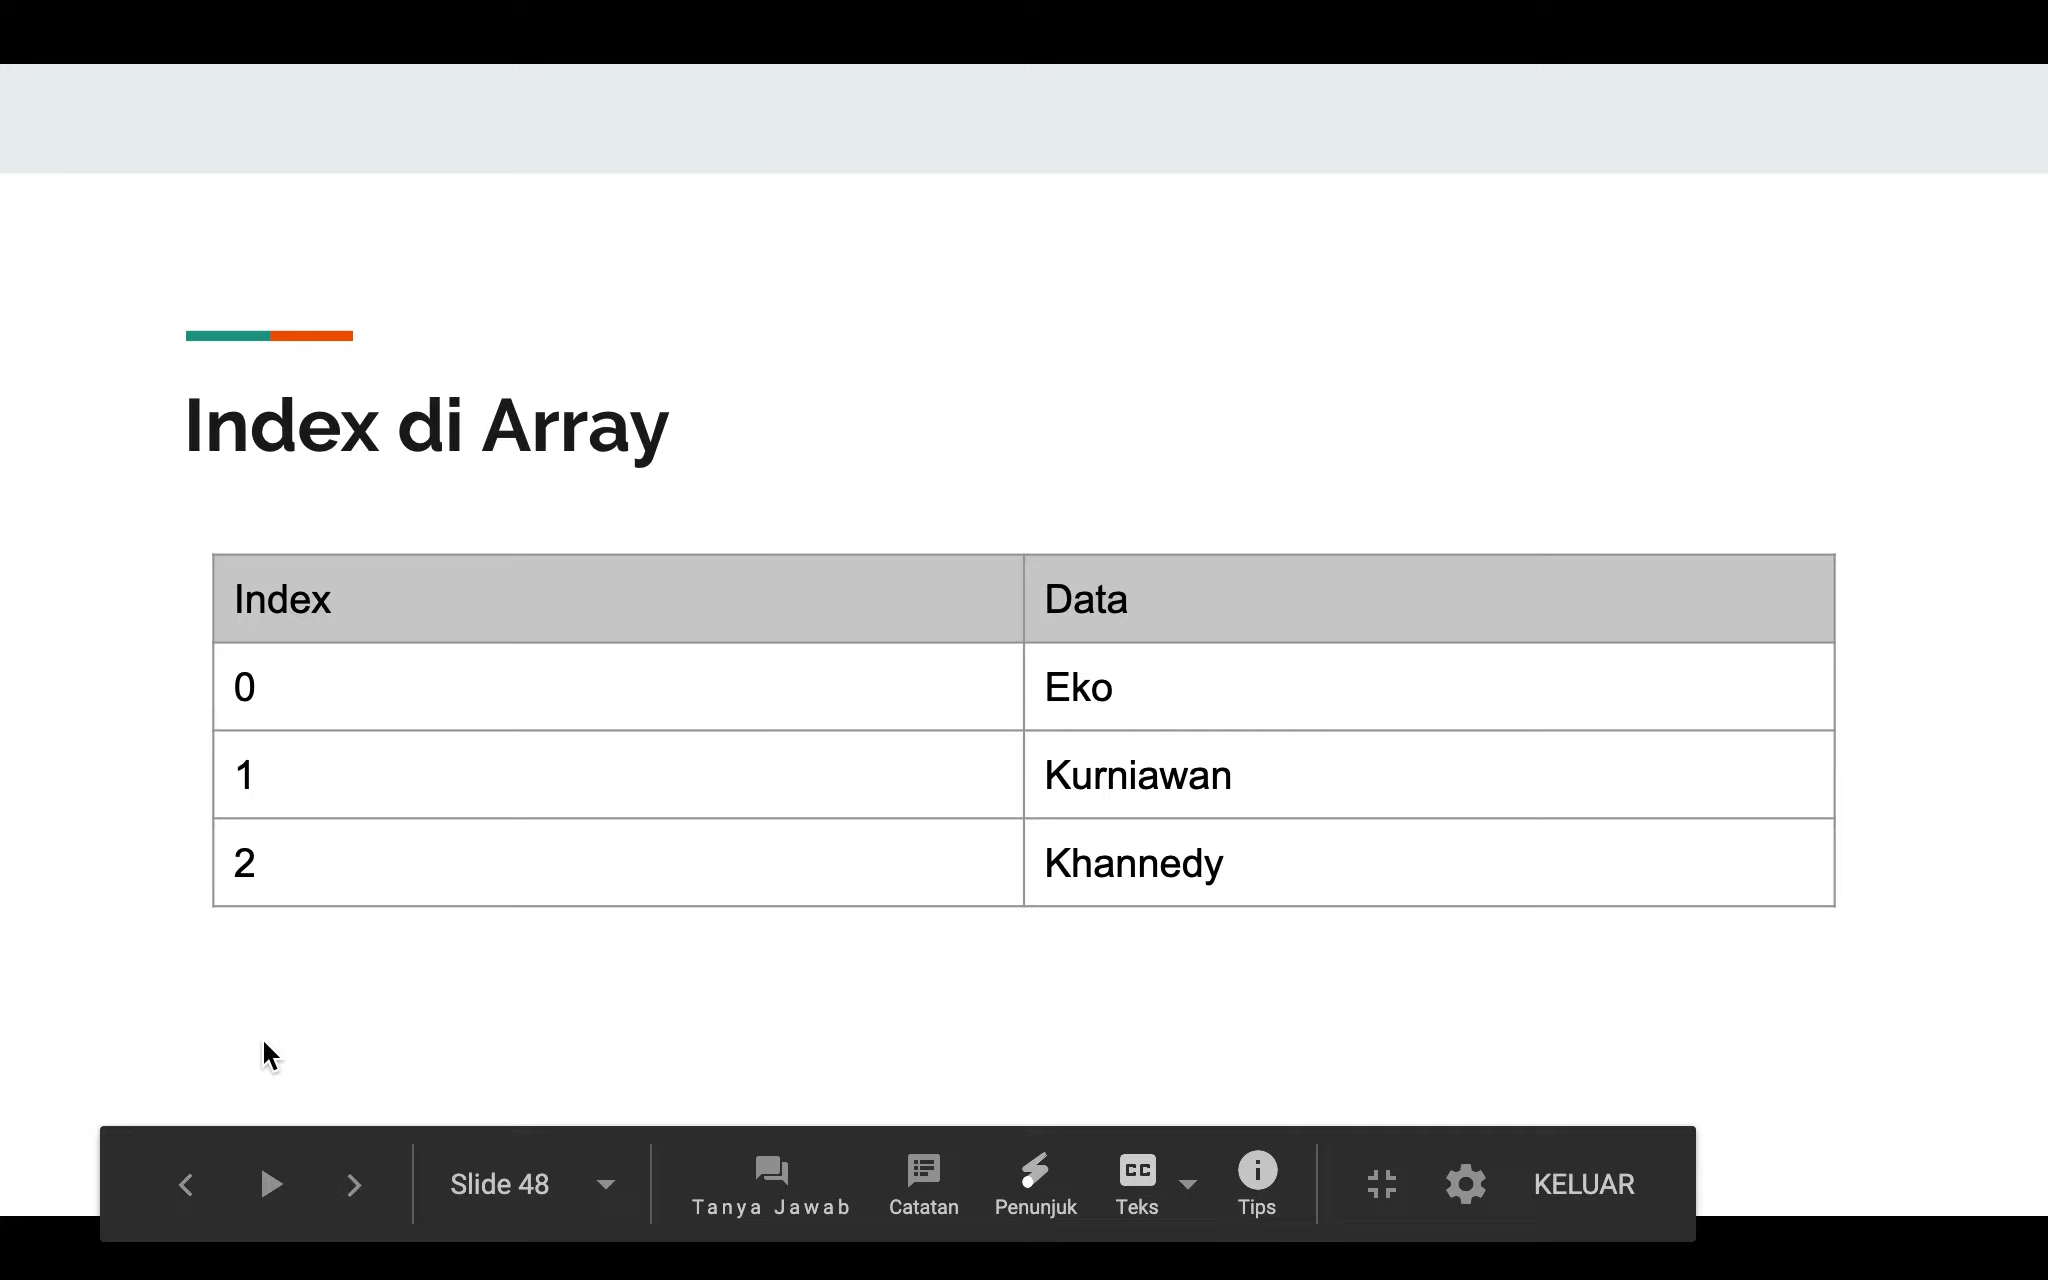 Index di Array
Index Data
0 Eko
1 Kurniawan
2 Khannedy
Slide 48 Tanya Jawab Catatan Penunjuk CC Teks Tips KELUAR